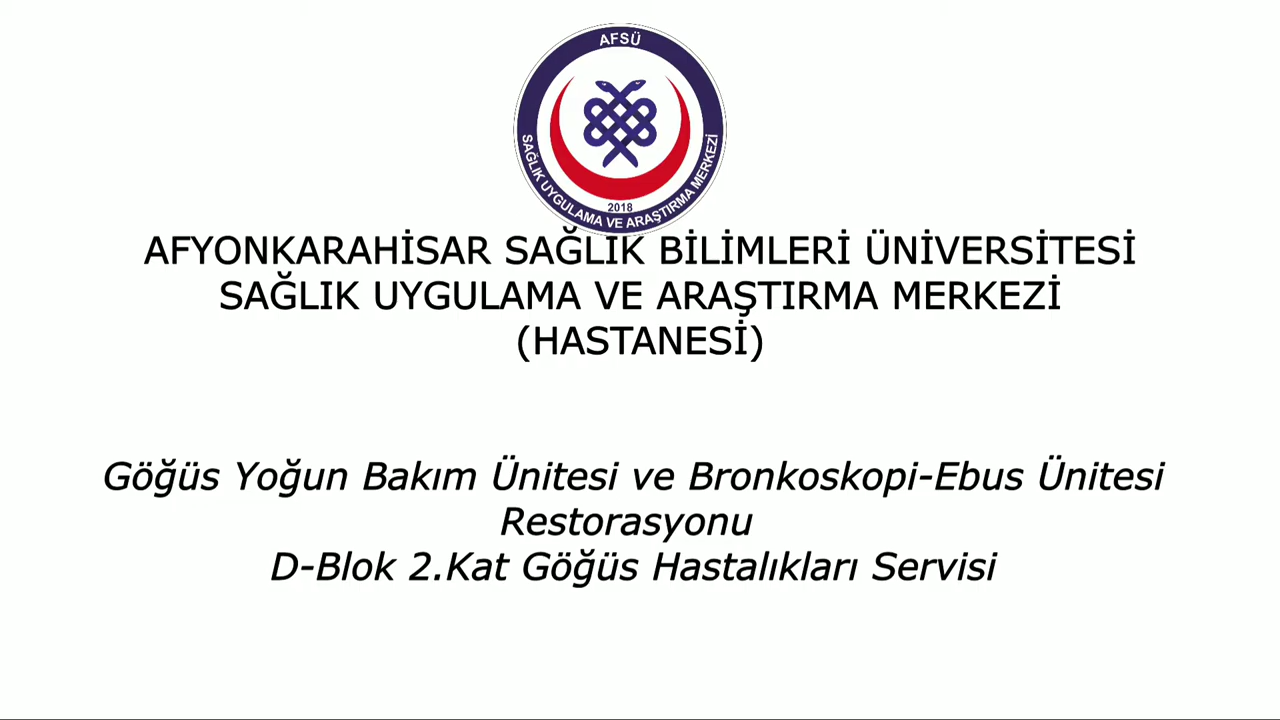 AFSÜ
SAĞLIK UYGULAMA VE ARAŞTIRMA MERKEZİ
2018
AFYONKARAHİSAR SAĞLIK BİLİMLERİ ÜNİVERSİTESİ
SAĞLIK UYGULAMA VE ARAŞTIRMA MERKEZİ
(HASTANESİ)
Göğüs Yoğun Bakım Ünitesi ve Bronkoskopi-Ebus Ünitesi
Restorasyonu
D-Blok 2.Kat Göğüs Hastalıkları Servisi